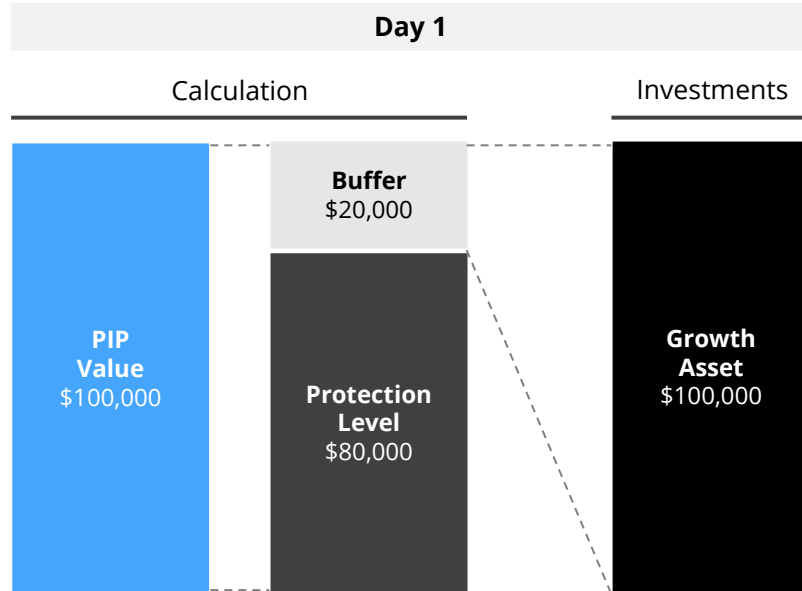 Day 1
Calculation
Investments
PIP
Value
$100,000
Buffer
$20,000
Protection
Level
$80,000
Growth
Asset
$100,000